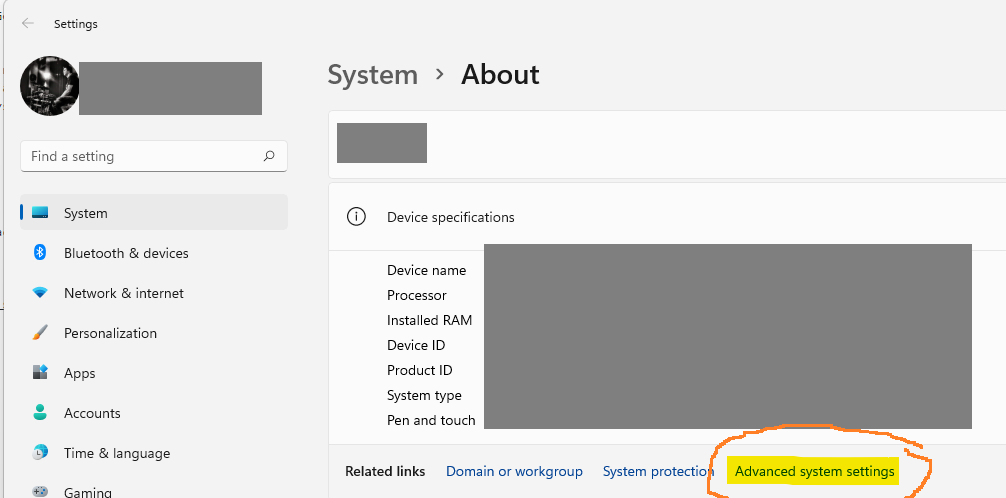 Settings
System > About
Find a setting
System
Bluetooth & devices
Network & internet
Personalization
Apps
Accounts
Time & language
Gaming
Device specifications
Device name
Processor
Installed RAM
Device ID
Product ID
System type
Pen and touch
Related links Domain or workgroup System protection Advanced system settings